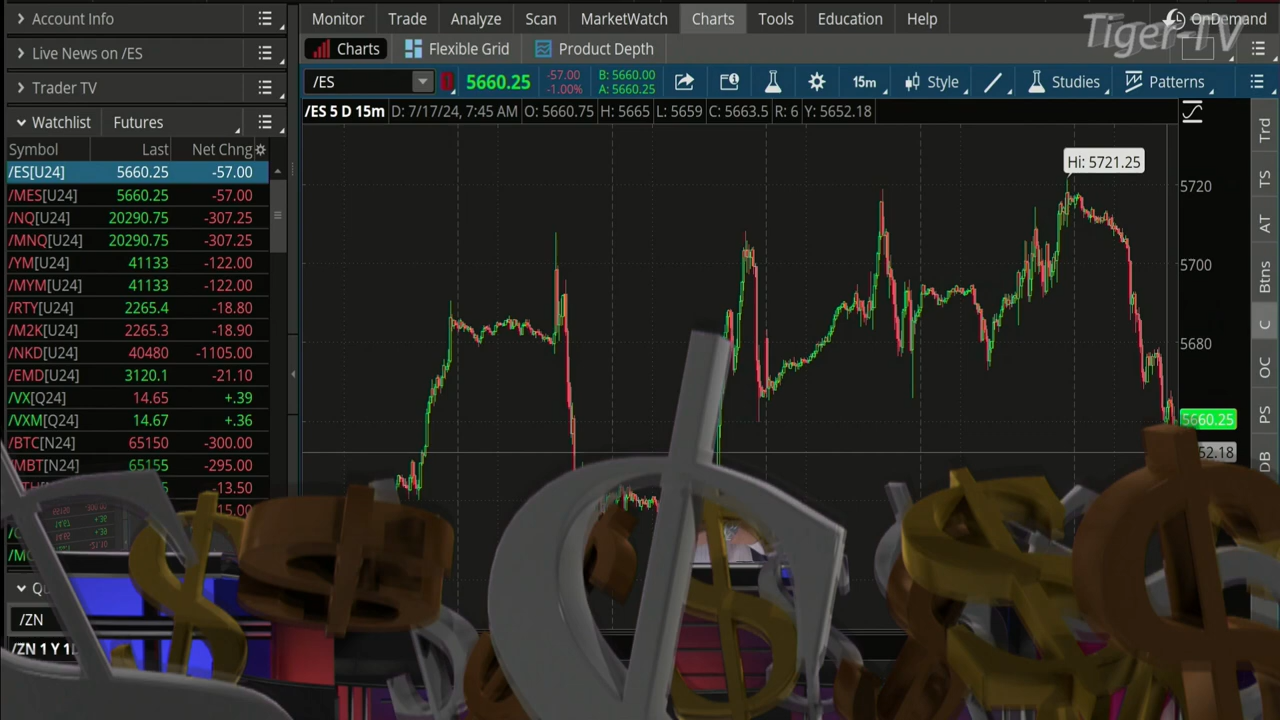 Account Info
Live News on /ES
Trader TV
Watchlist Futures
Symbol Last Net Chng
/ES[U24] 5660.25 -57.00
/MES[U24] 5660.25 -57.00
/NQ[U24] 20290.75 -307.25
/MNQ[U24] 20290.75 -307.25
/YM[U24] 41133 -122.00
/MYM[U24] 41133 -122.00
/RTY[U24] 2265.4 -18.80
/M2K[U24] 2265.3 -18.90
/NKD[U24] 40480 -1105.00
/EMD[U24] 3120.1 -21.10
/VX[Q24] 14.65 +.39
/VXM[Q24] 14.67 +.36
/BTC[N24] 65150 -300.00
/MBT[N24] 65155 -295.00
-13.50
/ZN
/ZN 1 Y 1D
Monitor Trade Analyze Scan MarketWatch Charts Tools Education Help
OnDemand
Tiger-TV
Charts Flexible Grid Product Depth
/ES 5660.25 -57.00 -1.00% B: 5660.00 A: 5660.25 15m Style Studies Patterns
/ES 5 D 15m D: 7/17/24, 7:45 AM O: 5660.75 H: 5665 L: 5659 C: 5663.5 R: 6 Y: 5652.18
Hi: 5721.25
5720
5700
5680
5660.25
52.18
Trd
TS
AT
Btns
C
OC
PS
DB